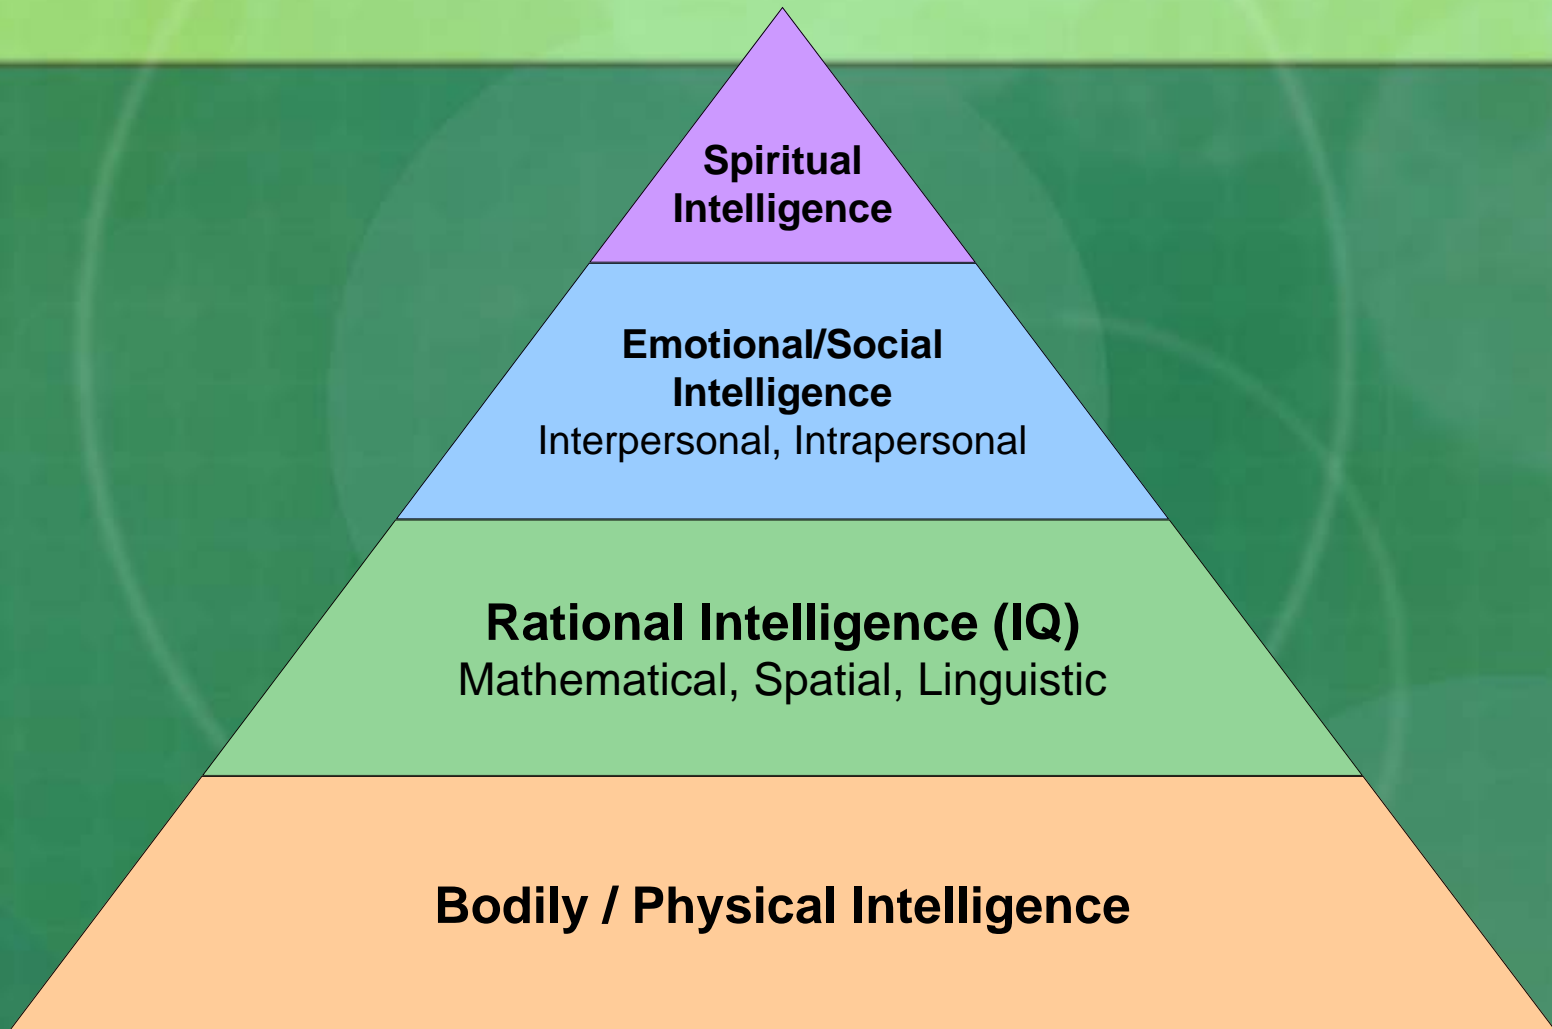 Spiritual
Intelligence
Emotional/Social
Intelligence
Interpersonal, Intrapersonal
Rational Intelligence (IQ)
Mathematical, Spatial, Linguistic
Bodily / Physical Intelligence